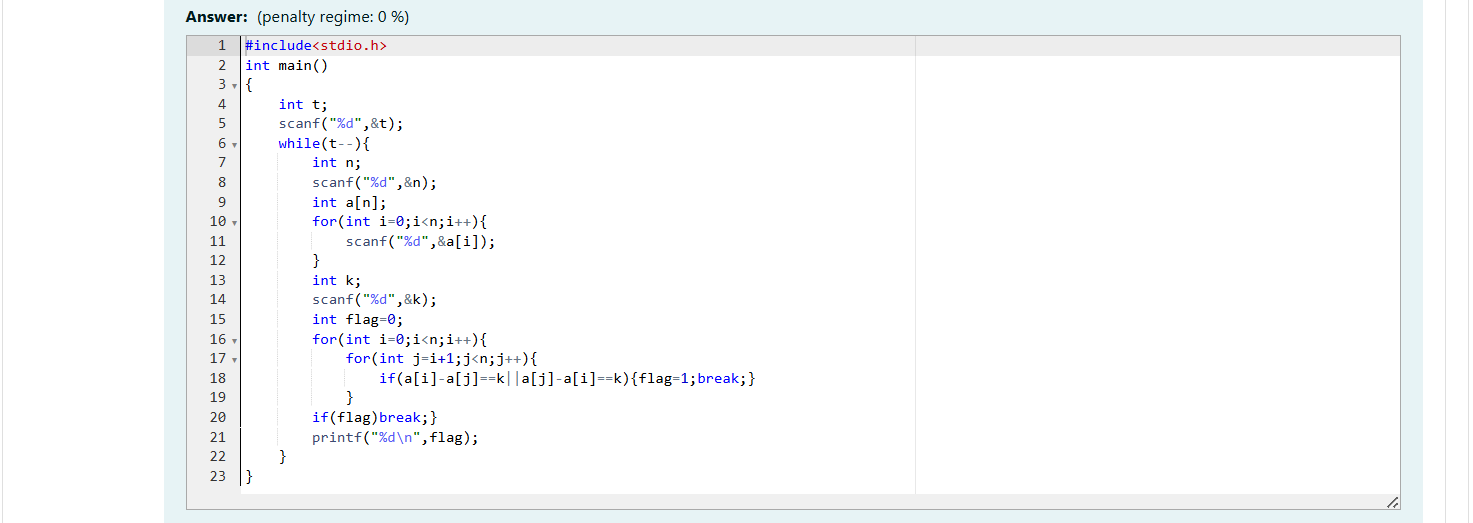 Answer: (penalty regime: 0 %)
1 #include<stdio.h>
2 int main()
3 {
4     int t;
5     scanf("%d",&t);
6     while(t--){
7         int n;
8         scanf("%d",&n);
9         int a[n];
10         for(int i=0;i<n;i++){
11             scanf("%d",&a[i]);
12         }
13         int k;
14         scanf("%d",&k);
15         int flag=0;
16         for(int i=0;i<n;i++){
17             for(int j=i+1;j<n;j++){
18                 if(a[i]-a[j]==k||a[j]-a[i]==k){flag=1;break;}
19             }
20         if(flag)break;}
21         printf("%d\n",flag);
22     }
23 }